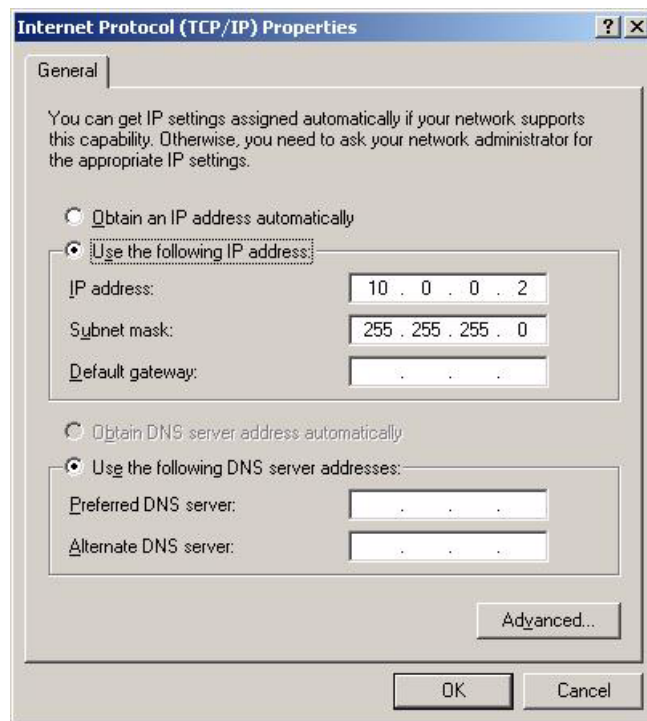 Internet Protocol (TCP/IP) Properties
General
You can get IP settings assigned automatically if your network supports
this capability. Otherwise, you need to ask your network administrator for
the appropriate IP settings.
Obtain an IP address automatically
Use the following IP address:
IP address: 10 . 0 . 0 . 2
Subnet mask: 255 . 255 . 255 . 0
Default gateway: . . .
Obtain DNS server address automatically
Use the following DNS server addresses:
Preferred DNS server: . . .
Alternate DNS server: . . .
Advanced...
OK Cancel